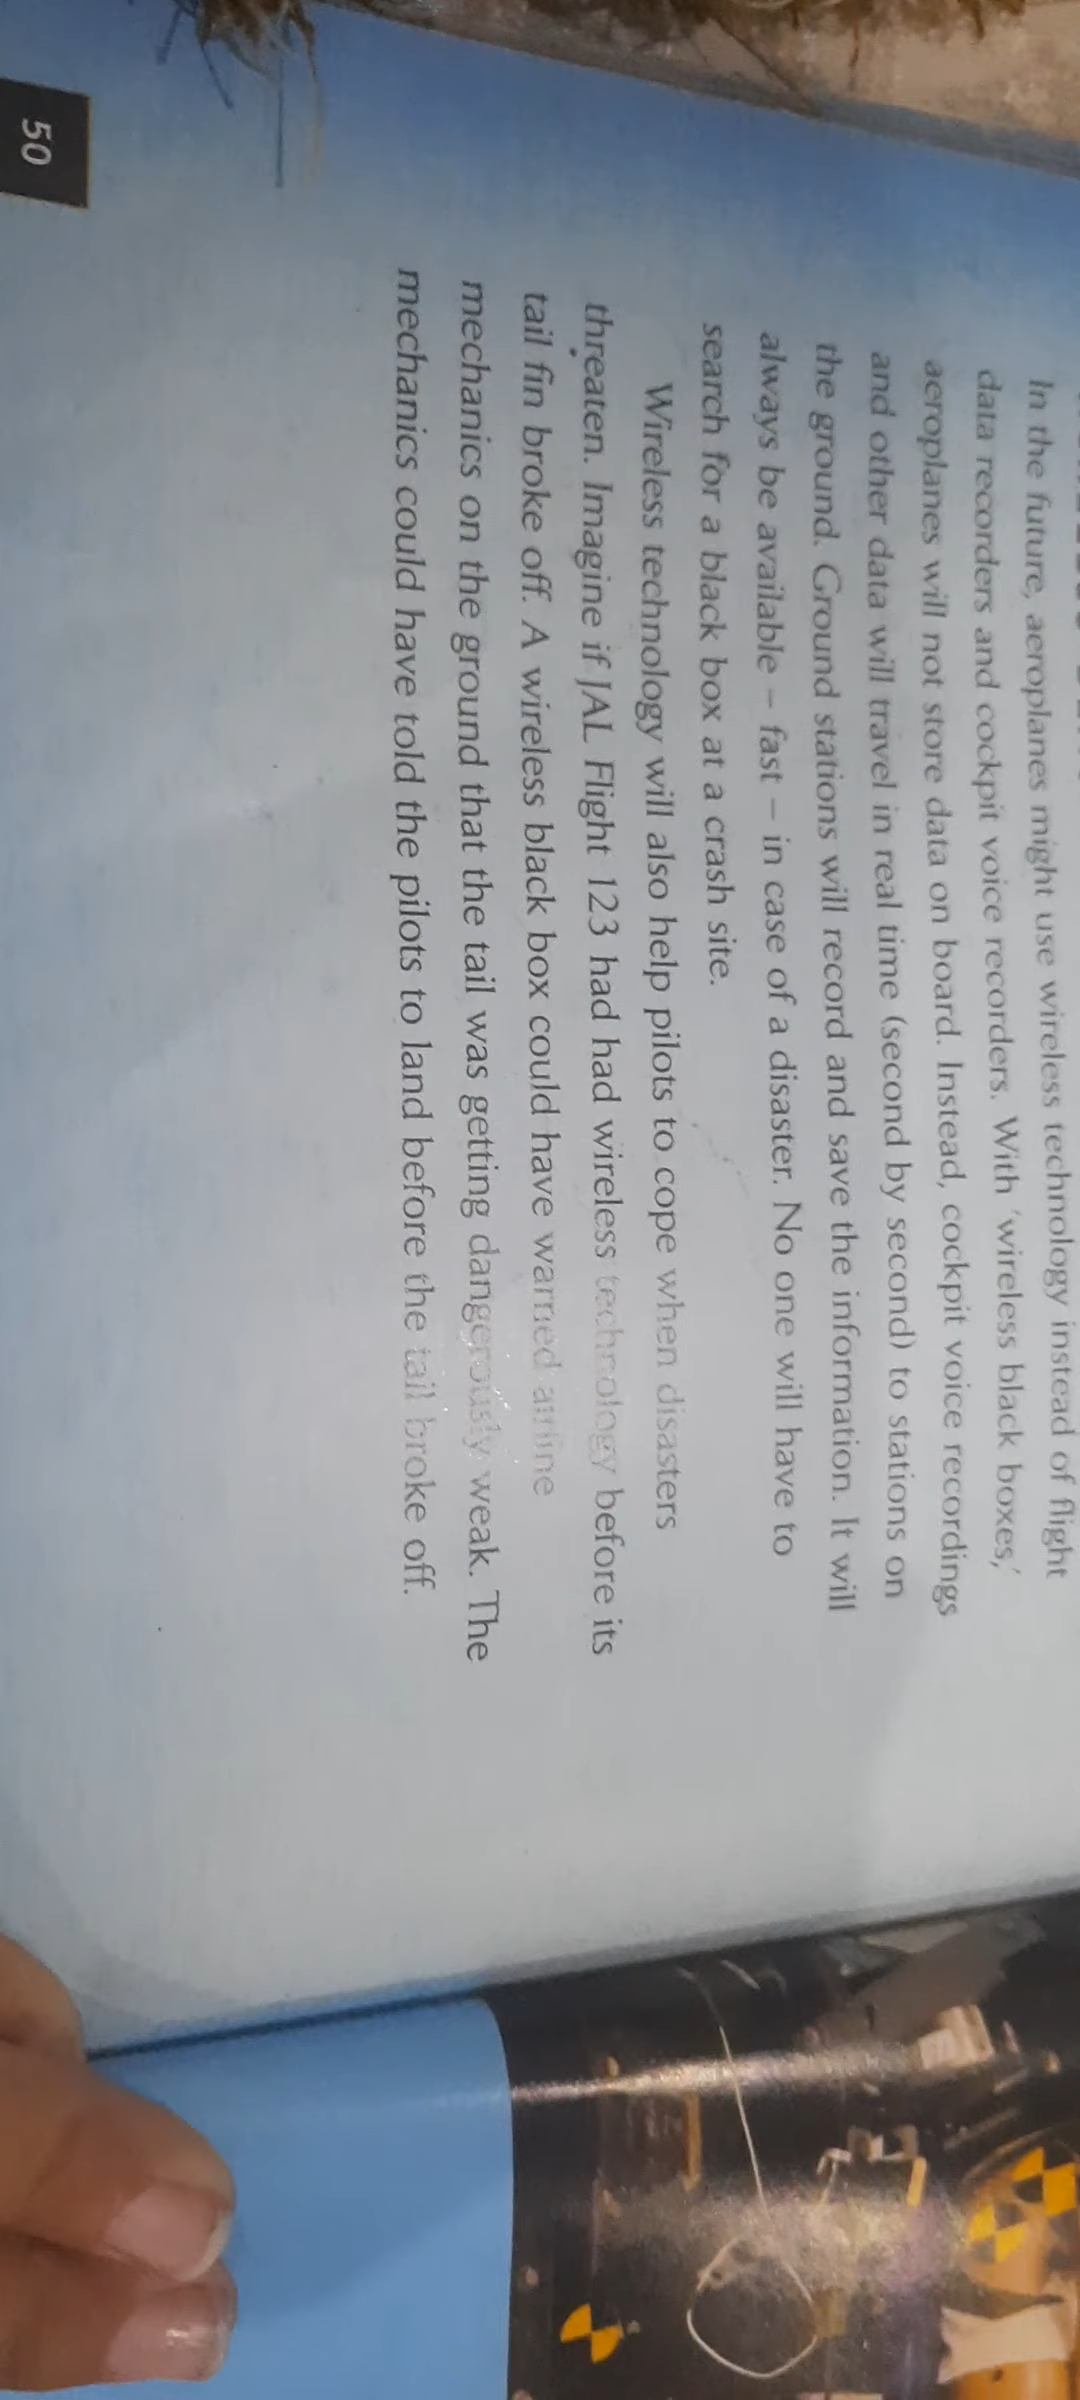 In the future, aeroplanes might use wireless technology instead of flight
data recorders and cockpit voice recorders. With ‘wireless black boxes,’
aeroplanes will not store data on board. Instead, cockpit voice recordings
and other data will travel in real time (second by second) to stations on
the ground. Ground stations will record and save the information. It will
always be available – fast – in case of a disaster. No one will have to
search for a black box at a crash site.
Wireless technology will also help pilots to cope when disasters
threaten. Imagine if JAL Flight 123 had had wireless technology before its
tail fin broke off. A wireless black box could have warned airline
mechanics on the ground that the tail was getting dangerously weak. The
mechanics could have told the pilots to land before the tail broke off.
50